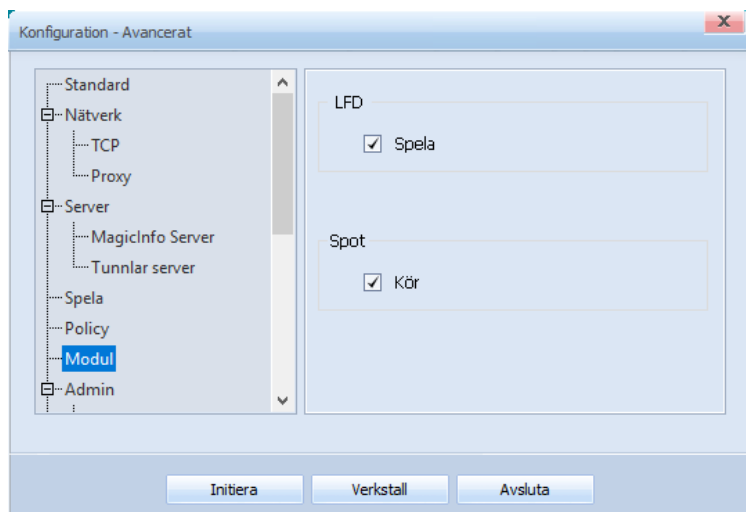 Konfiguration - Avancerat
Standard
Nätverk
TCP
Proxy
Server
MagicInfo Server
Tunnlar server
Spela
Policy
Modul
Admin
LFD
Spela
Spot
Kör
Initiera
Verkstall
Avsluta